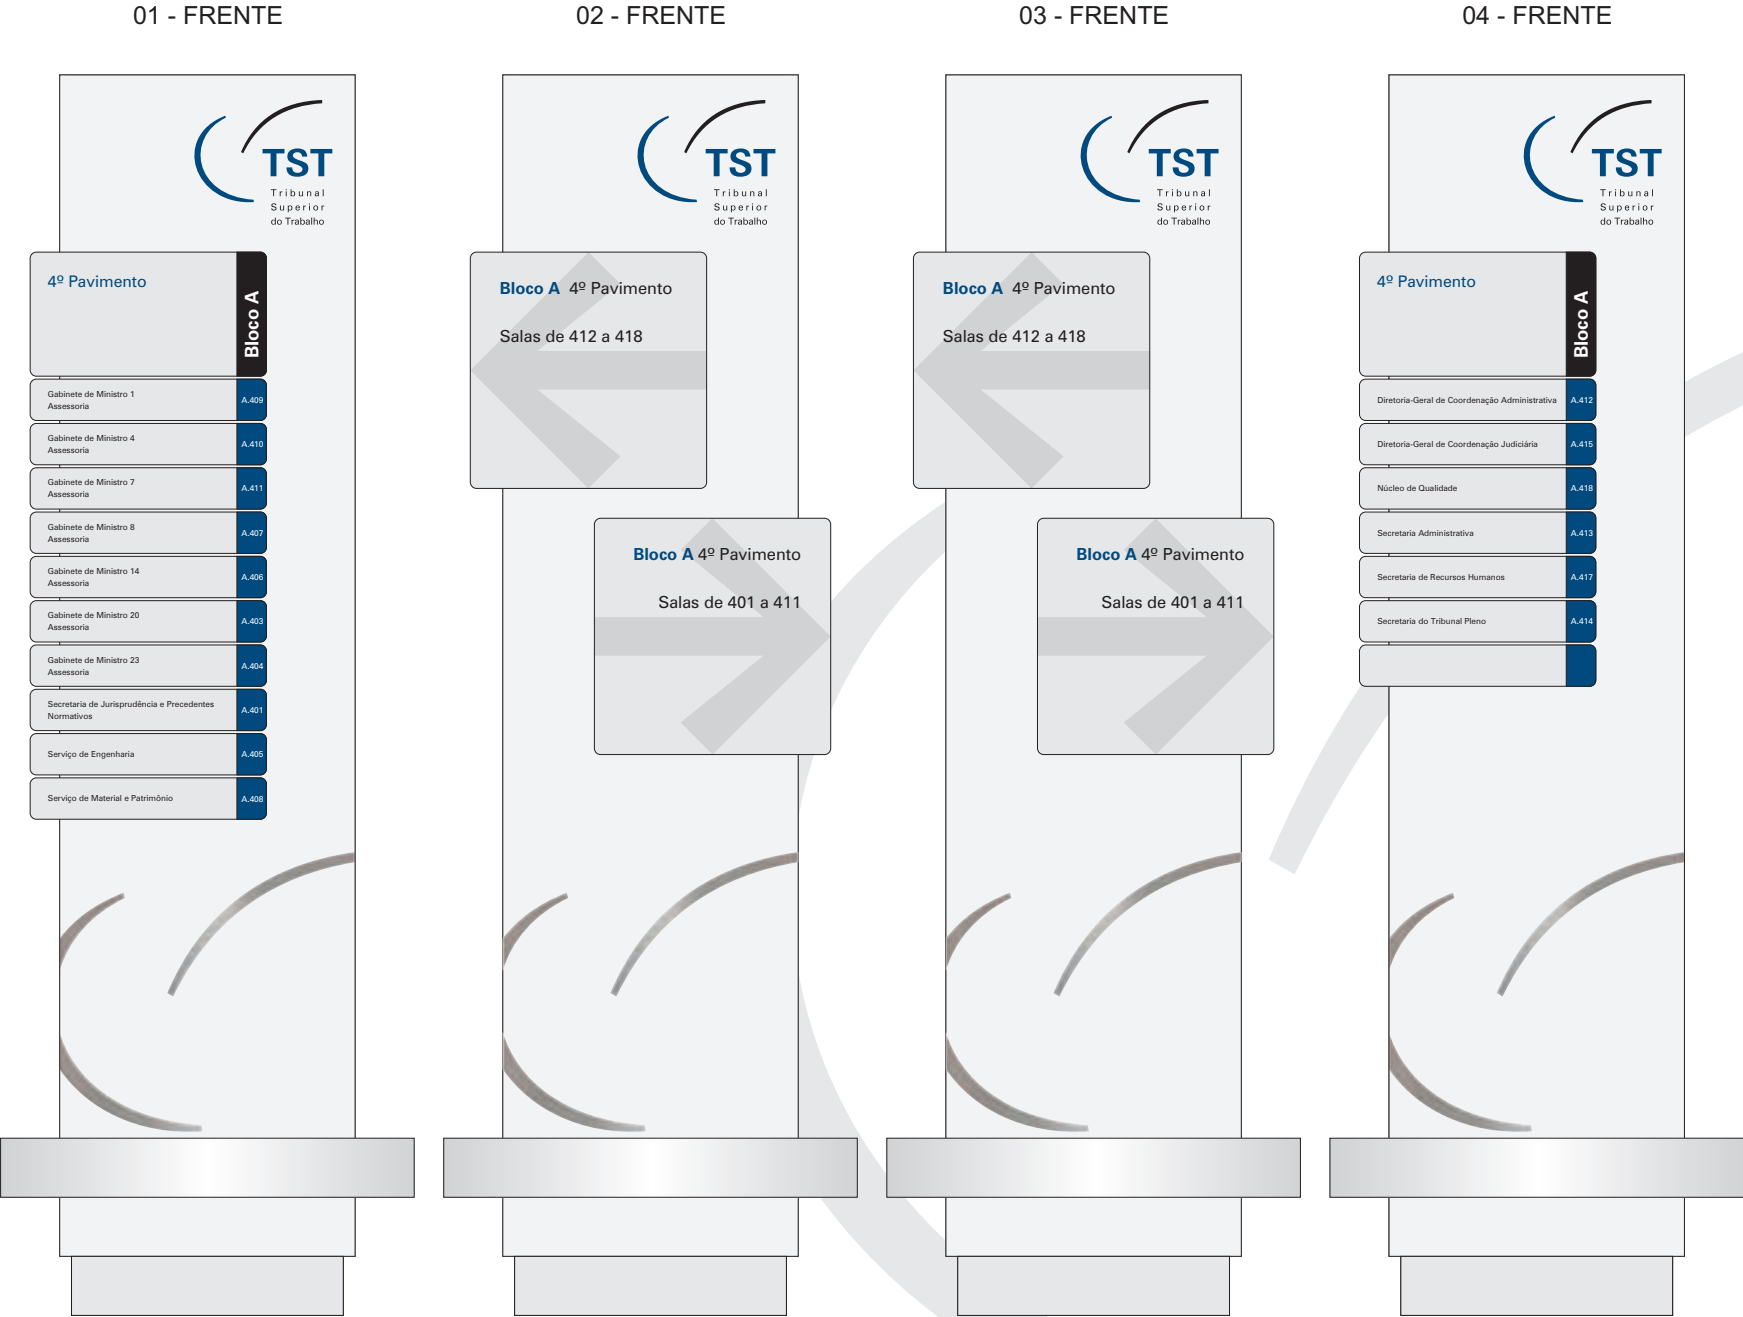 01 - FRENTE
TST
Tribunal
Superior
do Trabalho
4º Pavimento
Bloco A
Gabinete de Ministro 1
Assessoria
A.409
Gabinete de Ministro 4
Assessoria
A.410
Gabinete de Ministro 7
Assessoria
A.411
Gabinete de Ministro 8
Assessoria
A.407
Gabinete de Ministro 14
Assessoria
A.406
Gabinete de Ministro 20
Assessoria
A.403
Gabinete de Ministro 23
Assessoria
A.404
Secretaria de Jurisprudência e Precedentes
Normativos
A.401
Serviço de Engenharia
A.405
Serviço de Material e Patrimônio
A.408
02 - FRENTE
TST
Tribunal
Superior
do Trabalho
Bloco A 4º Pavimento
Salas de 412 a 418
Bloco A 4º Pavimento
Salas de 401 a 411
03 - FRENTE
TST
Tribunal
Superior
do Trabalho
Bloco A 4º Pavimento
Salas de 412 a 418
Bloco A 4º Pavimento
Salas de 401 a 411
04 - FRENTE
TST
Tribunal
Superior
do Trabalho
4º Pavimento
Bloco A
Diretoria-Geral de Coordenação Administrativa
A.412
Diretoria-Geral de Coordenação Judiciária
A.415
Núcleo de Qualidade
A.418
Secretaria Administrativa
A.413
Secretaria de Recursos Humanos
A.417
Secretaria do Tribunal Pleno
A.414